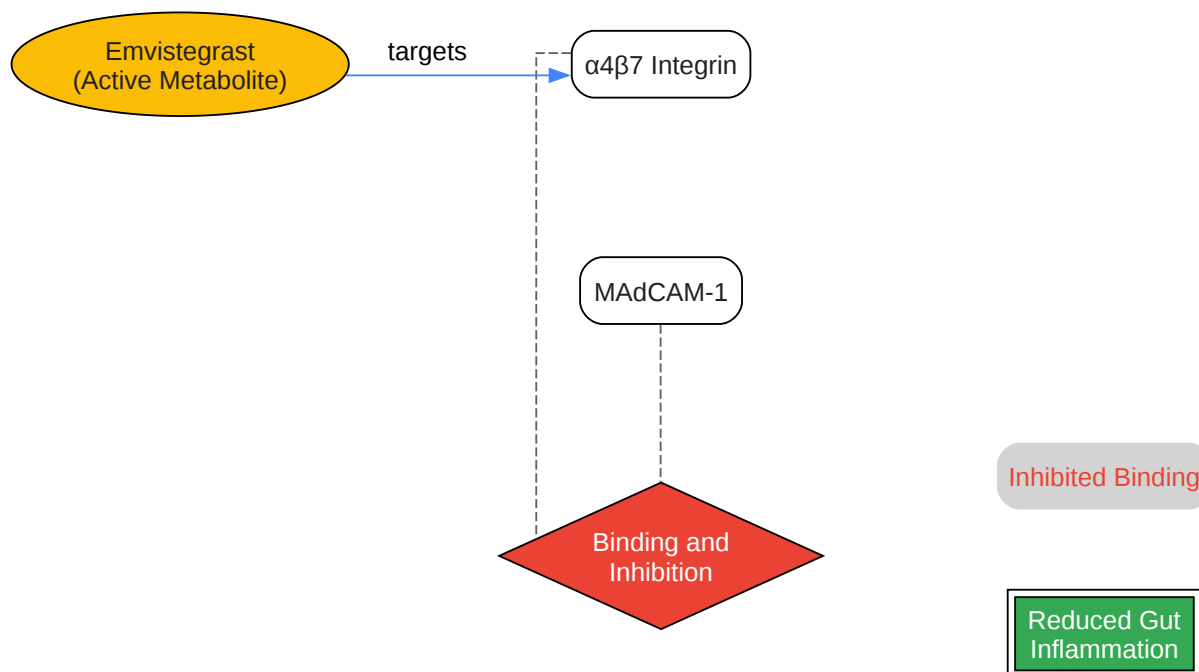 Emvistegrast
(Active Metabolite)
targets
α4β7 Integrin
MAdCAM-1
Inhibited Binding
Binding and
Inhibition
Reduced Gut
Inflammation